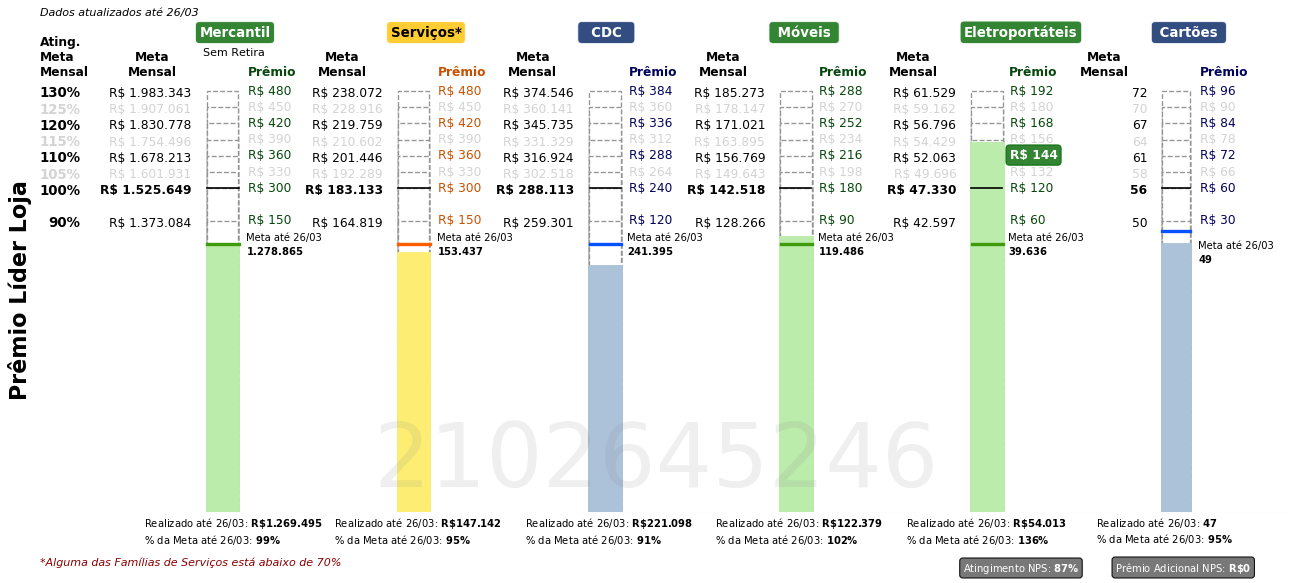 Dados atualizados até 26/03
Mercantil Serviços* CDC Móveis Eletroportáteis Cartões
Sem Retira
Ating. Meta Mensal Meta Mensal Prêmio Meta Mensal Prêmio Meta Mensal Prêmio Meta Mensal Prêmio Meta Mensal Prêmio Meta Mensal Prêmio
130% R$ 1.983.343 R$ 480 R$ 238.072 R$ 480 R$ 374.546 R$ 384 R$ 185.273 R$ 288 R$ 61.529 R$ 192 72 R$ 96
125% R$ 1.907.061 R$ 450 R$ 228.916 R$ 450 R$ 360.141 R$ 360 R$ 178.147 R$ 270 R$ 59.162 R$ 180 70 R$ 90
120% R$ 1.830.778 R$ 420 R$ 219.759 R$ 420 R$ 345.735 R$ 336 R$ 171.021 R$ 252 R$ 56.796 R$ 168 67 R$ 84
115% R$ 1.754.496 R$ 390 R$ 210.602 R$ 390 R$ 331.329 R$ 312 R$ 163.895 R$ 234 R$ 54.429 R$ 156 64 R$ 78
110% R$ 1.678.213 R$ 360 R$ 201.446 R$ 360 R$ 316.924 R$ 288 R$ 156.769 R$ 216 R$ 52.063 R$ 144 61 R$ 72
105% R$ 1.601.931 R$ 330 R$ 192.289 R$ 330 R$ 302.518 R$ 264 R$ 149.643 R$ 198 R$ 49.696 R$ 132 58 R$ 66
100% R$ 1.525.649 R$ 300 R$ 183.133 R$ 300 R$ 288.113 R$ 240 R$ 142.518 R$ 180 R$ 47.330 R$ 120 56 R$ 60
90% R$ 1.373.084 R$ 150 R$ 164.819 R$ 150 R$ 259.301 R$ 120 R$ 128.266 R$ 90 R$ 42.597 R$ 60 50 R$ 30
Meta até 26/03 Meta até 26/03 Meta até 26/03 Meta até 26/03 Meta até 26/03 Meta até 26/03
1.278.865 153.437 241.395 119.486 39.636 49
Prêmio Líder Loja
2102645246
Realizado até 26/03: R$1.269.495 Realizado até 26/03: R$147.142 Realizado até 26/03: R$221.098 Realizado até 26/03: R$122.379 Realizado até 26/03: R$54.013 Realizado até 26/03: 47
% da Meta até 26/03: 99% % da Meta até 26/03: 95% % da Meta até 26/03: 91% % da Meta até 26/03: 102% % da Meta até 26/03: 136% % da Meta até 26/03: 95%
*Alguma das Famílias de Serviços está abaixo de 70%
Atingimento NPS: 87% Prêmio Adicional NPS: R$0